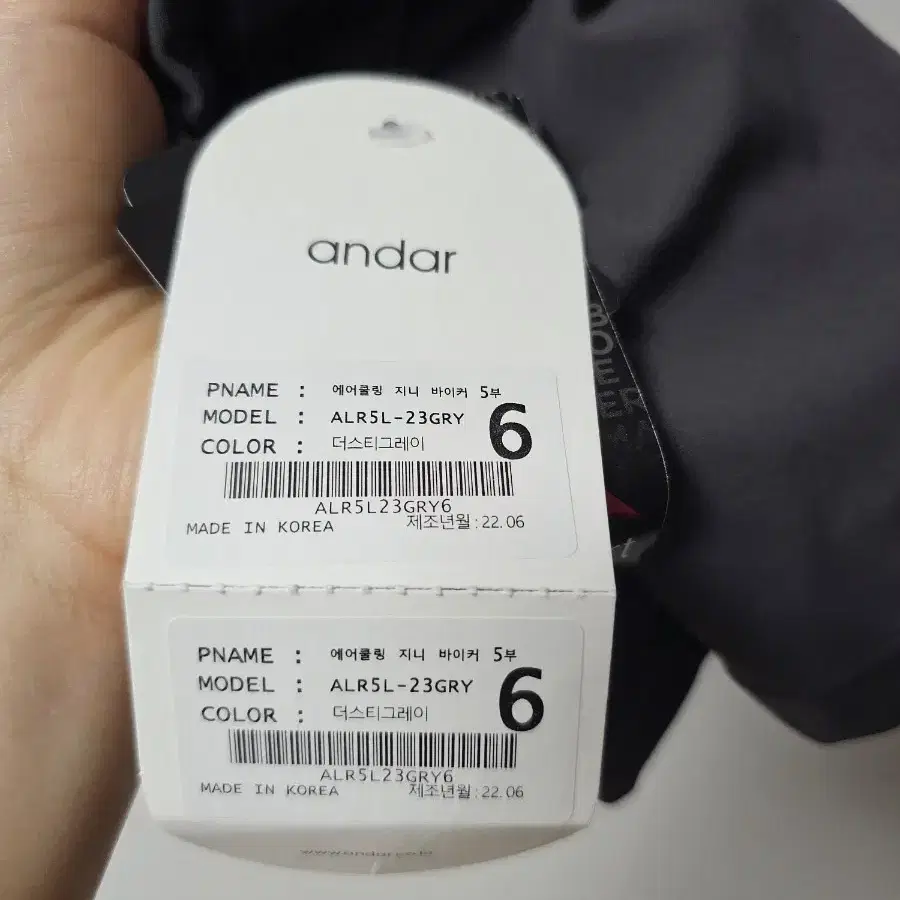 andar
PNAME : 에어쿨링 지니 바이커 5부
MODEL : ALR5L-23GRY
COLOR : 더스티그레이
6
ALR5L23GRY6
MADE IN KOREA 제조년월 : 22.06
PNAME : 에어쿨링 지니 바이커 5부
MODEL : ALR5L-23GRY
COLOR : 더스티그레이
6
ALR5L23GRY6
MADE IN KOREA 제조년월 : 22.06